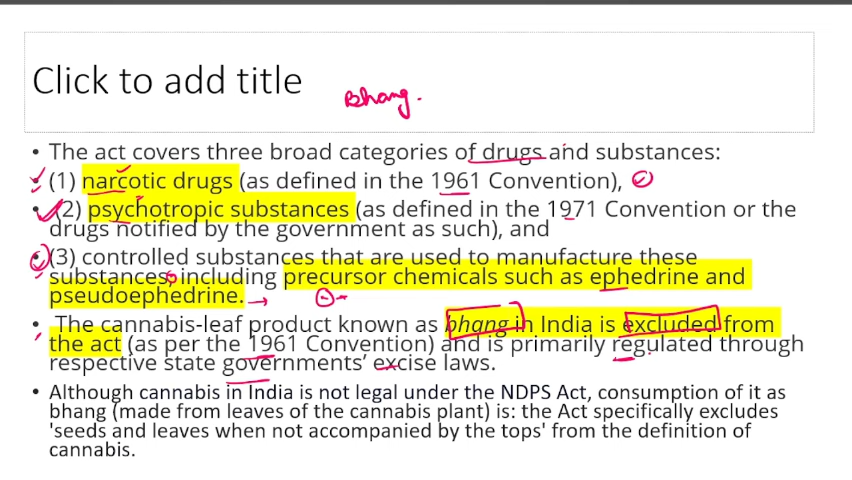 Click to add title
Bhang.
• The act covers three broad categories of drugs and substances:
• (1) narcotic drugs (as defined in the 1961 Convention),
• (2) psychotropic substances (as defined in the 1971 Convention or the
drugs notified by the government as such), and
• (3) controlled substances that are used to manufacture these
substances, including precursor chemicals such as ephedrine and
pseudoephedrine.
• The cannabis-leaf product known as bhang in India is excluded from
the act (as per the 1961 Convention) and is primarily regulated through
respective state governments’ excise laws.
• Although cannabis in India is not legal under the NDPS Act, consumption of it as
bhang (made from leaves of the cannabis plant) is: the Act specifically excludes
'seeds and leaves when not accompanied by the tops' from the definition of
cannabis.